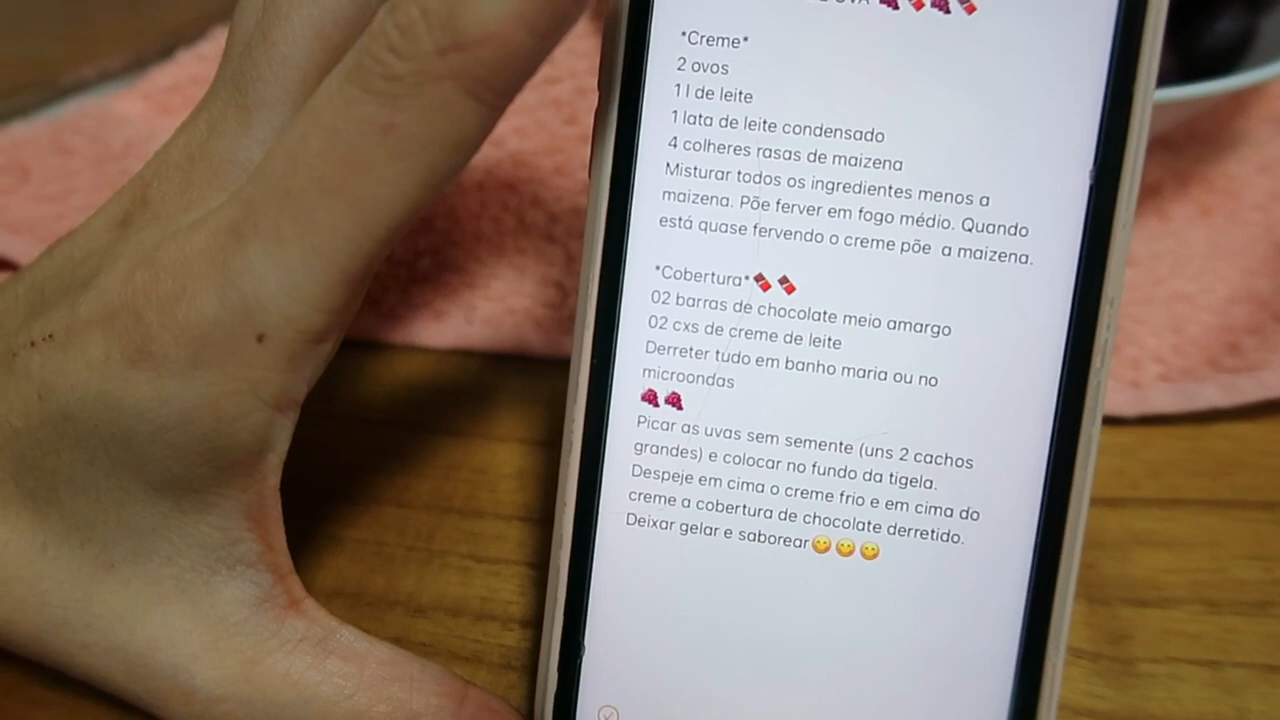 UVA 🍇🍫🍇🍫
*Creme*
2 ovos
1 l de leite
1 lata de leite condensado
4 colheres rasas de maizena
Misturar todos os ingredientes menos a
maizena. Põe ferver em fogo médio. Quando
está quase fervendo o creme põe a maizena.
*Cobertura*🍫🍫
02 barras de chocolate meio amargo
02 cxs de creme de leite
Derreter tudo em banho maria ou no
microondas
🍇🍇
Picar as uvas sem semente (uns 2 cachos
grandes) e colocar no fundo da tigela.
Despeje em cima o creme frio e em cima do
creme a cobertura de chocolate derretido.
Deixar gelar e saborear😋😋😋